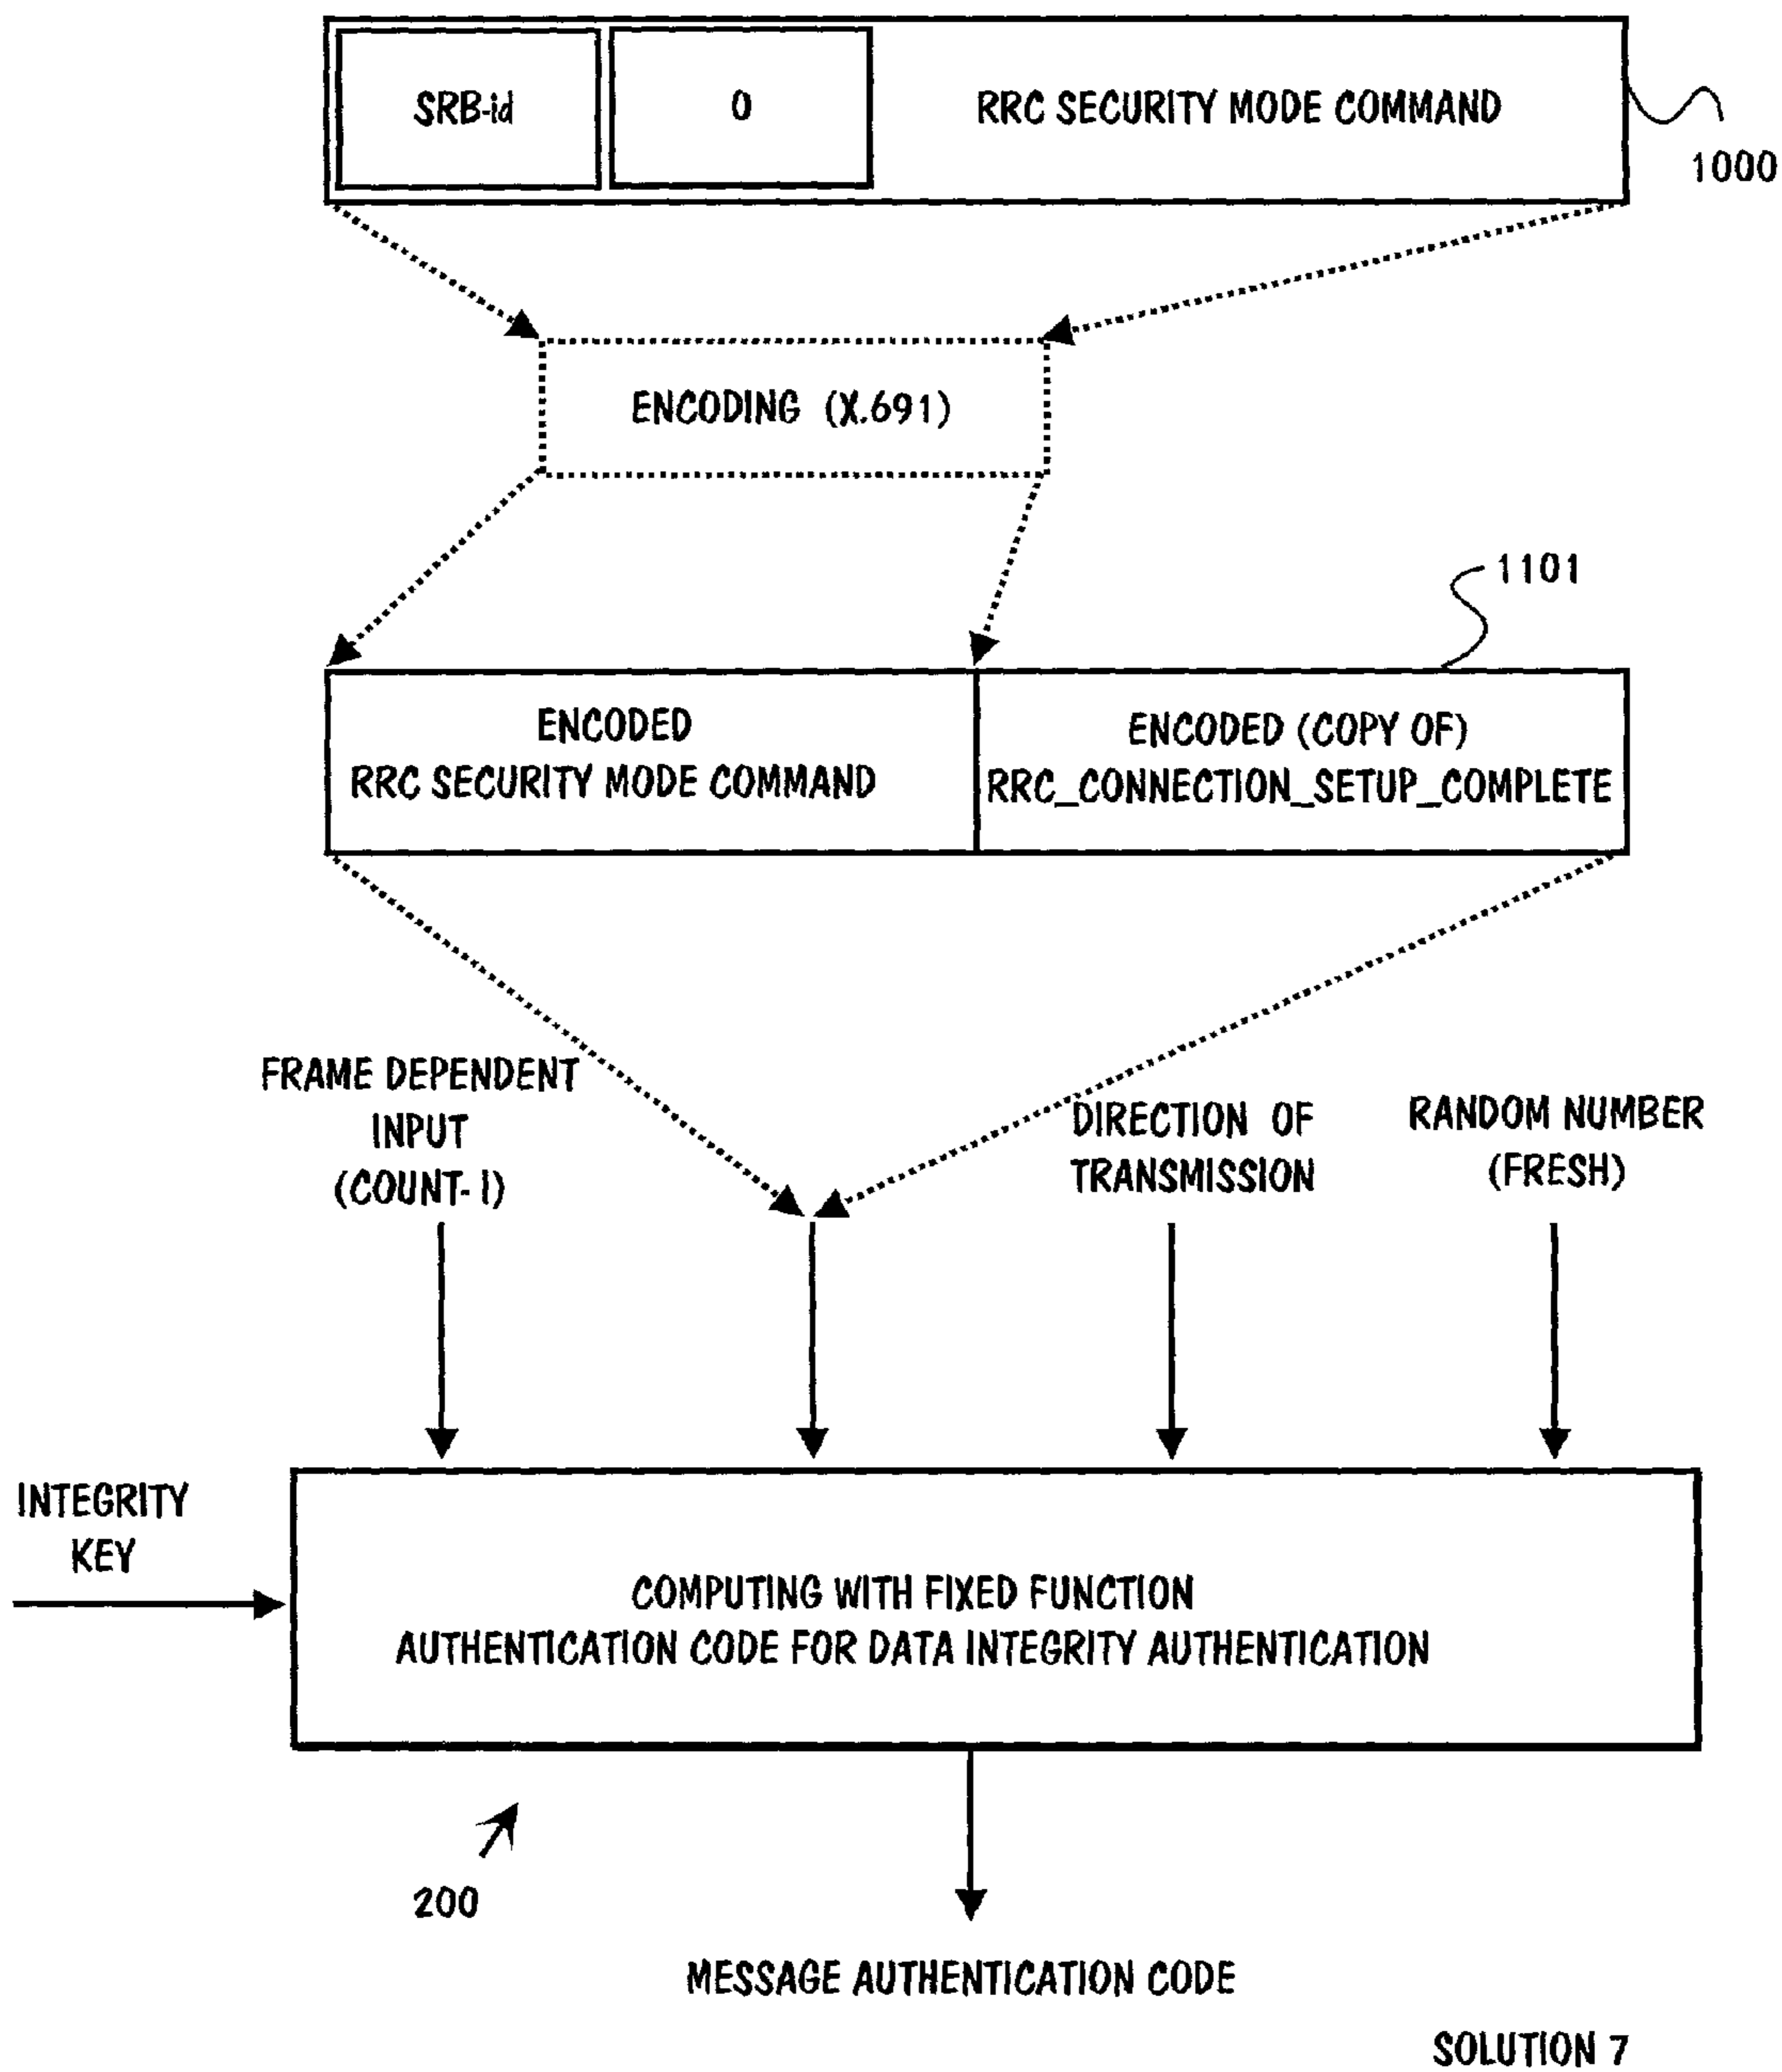 SRB-id
0
RRC SECURITY MODE COMMAND
1000
ENCODING (X.691)
1101
ENCODED
RRC SECURITY MODE COMMAND
ENCODED (COPY OF)
RRC_CONNECTION_SETUP_COMPLETE
FRAME DEPENDENT
INPUT
(COUNT- I)
DIRECTION OF
TRANSMISSION
RANDOM NUMBER
(FRESH)
INTEGRITY
KEY
COMPUTING WITH FIXED FUNCTION
AUTHENTICATION CODE FOR DATA INTEGRITY AUTHENTICATION
200
MESSAGE AUTHENTICATION CODE
SOLUTION 7